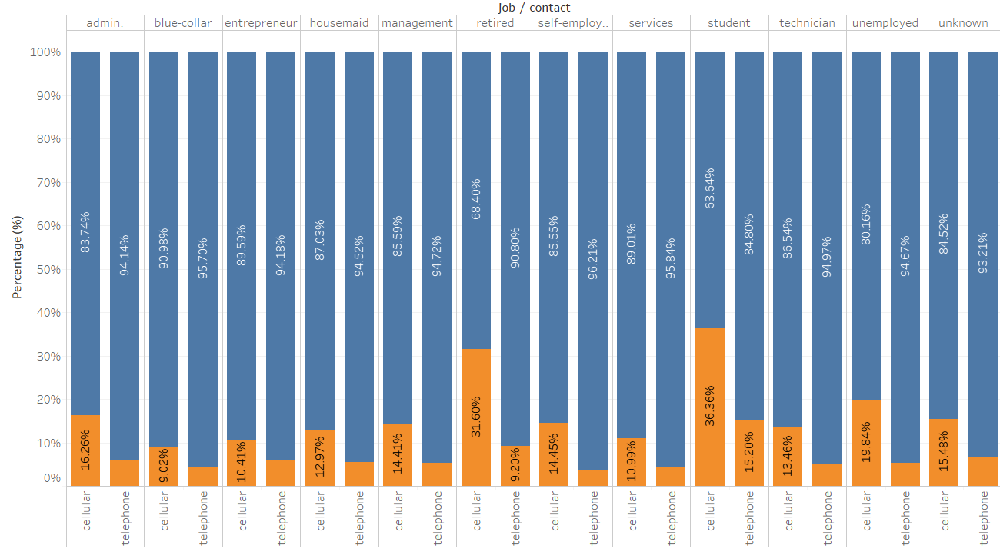 job / contact
admin. blue-collar entrepreneur housemaid management retired self-employ.. services student technician unemployed unknown
Percentage (%)
100%
90%
80%
70%
60%
50%
40%
30%
20%
10%
0%
83.74% 94.14% 90.98% 95.70% 89.59% 94.18% 87.03% 94.52% 85.59% 94.72% 68.40% 90.80% 85.55% 96.21% 89.01% 95.84% 63.64% 84.80% 86.54% 94.97% 80.16% 94.67% 84.52% 93.21%
16.26% 9.02% 10.41% 12.97% 14.41% 31.60% 9.20% 14.45% 10.99% 36.36% 15.20% 13.46% 19.84% 15.48%
cellular telephone cellular telephone cellular telephone cellular telephone cellular telephone cellular telephone cellular telephone cellular telephone cellular telephone cellular telephone cellular telephone cellular telephone